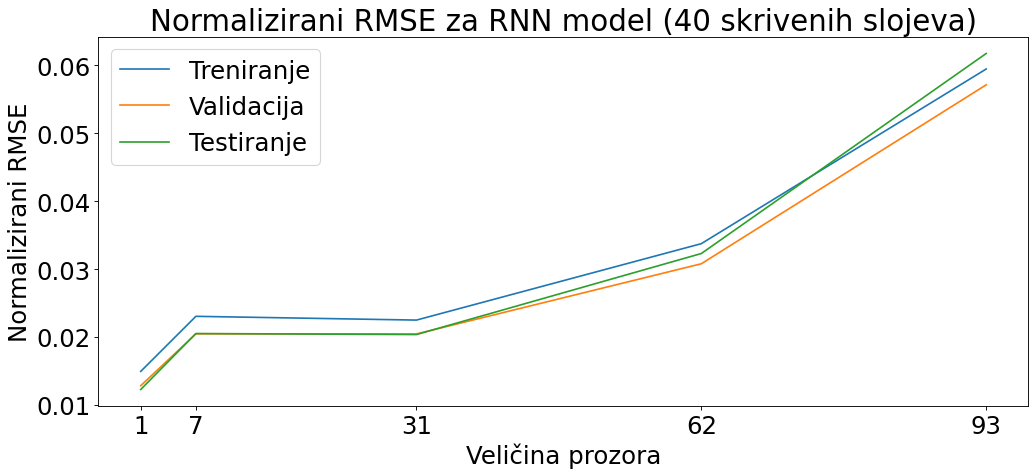 Normalizirani RMSE za RNN model (40 skrivenih slojeva)
Treniranje
Validacija
Testiranje
Normalizirani RMSE
0.06
0.05
0.04
0.03
0.02
0.01
1 7 31 62 93
Veličina prozora